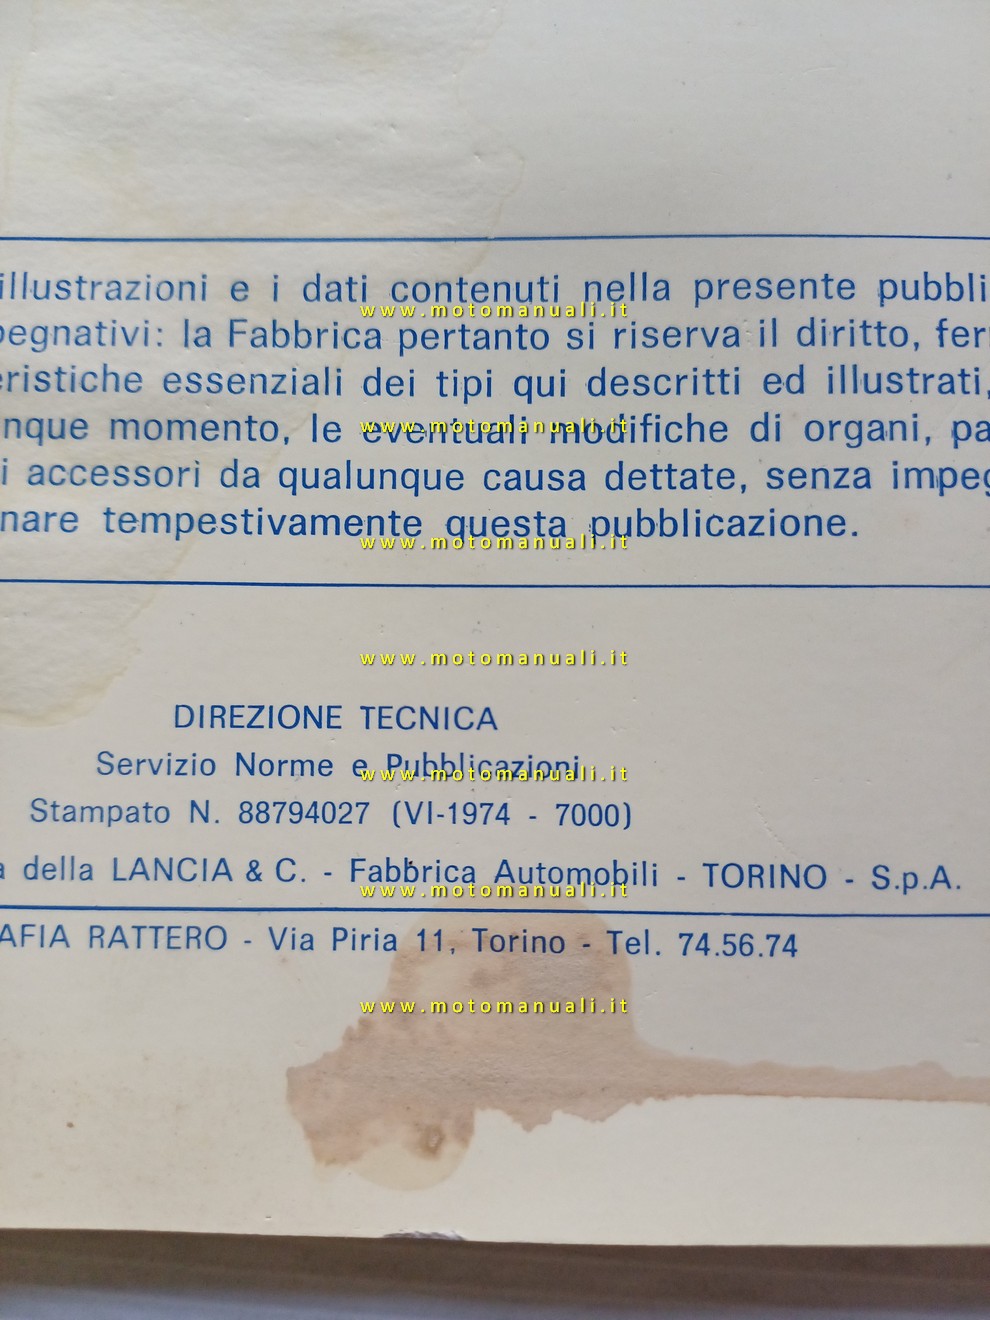 illustrazioni e i dati contenuti nella presente pubbli
www.motomanuali.it
pegnativi: la Fabbrica pertanto si riserva il diritto, fer
eristiche essenziali dei tipi qui descritti ed illustrati,
nque momento, le eventuali modifiche di organi, pa
www.motomanuali.it
i accessori da qualunque causa dettate, senza impeg
nare tempestivamente questa pubblicazione.
www.motomanuali.it
www.motomanuali.it
DIREZIONE TECNICA
Servizio Norme e Pubblicazioni
www.motomanuali.it
Stampato N. 88794027 (VI-1974 - 7000)
a della LANCIA & C. - Fabbrica Automobili - TORINO - S.p.A.
www.motomanuali.it
AFIA RATTERO - Via Piria 11, Torino - Tel. 74.56.74
www.motomanuali.it